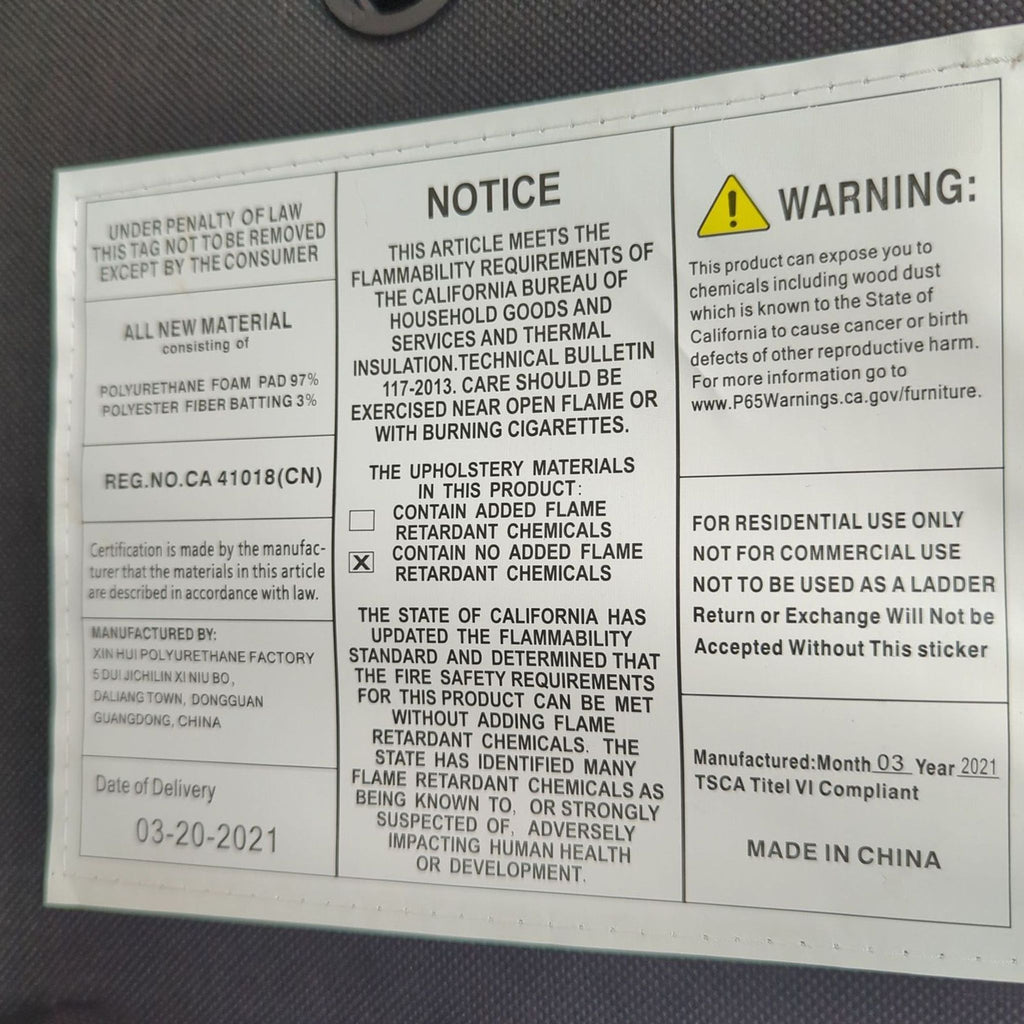 UNDER PENALTY OF LAW
THIS TAG NOT TO BE REMOVED
EXCEPT BY THE CONSUMER
ALL NEW MATERIAL
consisting of
POLYURETHANE FOAM PAD 97%
POLYESTER FIBER BATTING 3%
REG.NO.CA 41018(CN)
Certification is made by the manufac-
turer that the materials in this article
are described in accordance with law.
MANUFACTURED BY:
XIN HUI POLYURETHANE FACTORY
5 DUI JICHILIN XI NIU BO,
DALIANG TOWN, DONGGUAN
GUANGDONG, CHINA
Date of Delivery
03-20-2021
NOTICE
THIS ARTICLE MEETS THE
FLAMMABILITY REQUIREMENTS OF
THE CALIFORNIA BUREAU OF
HOUSEHOLD GOODS AND
SERVICES AND THERMAL
INSULATION.TECHNICAL BULLETIN
117-2013. CARE SHOULD BE
EXERCISED NEAR OPEN FLAME OR
WITH BURNING CIGARETTES.
THE UPHOLSTERY MATERIALS
IN THIS PRODUCT:
CONTAIN ADDED FLAME
RETARDANT CHEMICALS
X CONTAIN NO ADDED FLAME
RETARDANT CHEMICALS
THE STATE OF CALIFORNIA HAS
UPDATED THE FLAMMABILITY
STANDARD AND DETERMINED THAT
THE FIRE SAFETY REQUIREMENTS
FOR THIS PRODUCT CAN BE MET
WITHOUT ADDING FLAME
RETARDANT CHEMICALS. THE
STATE HAS IDENTIFIED MANY
FLAME RETARDANT CHEMICALS AS
BEING KNOWN TO, OR STRONGLY
SUSPECTED OF, ADVERSELY
IMPACTING HUMAN HEALTH
OR DEVELOPMENT.
! WARNING:
This product can expose you to
chemicals including wood dust
which is known to the State of
California to cause cancer or birth
defects of other reproductive harm.
For more information go to
www.P65Warnings.ca.gov/furniture.
FOR RESIDENTIAL USE ONLY
NOT FOR COMMERCIAL USE
NOT TO BE USED AS A LADDER
Return or Exchange Will Not be
Accepted Without This sticker
Manufactured:Month 03 Year 2021
TSCA Titel VI Compliant
MADE IN CHINA